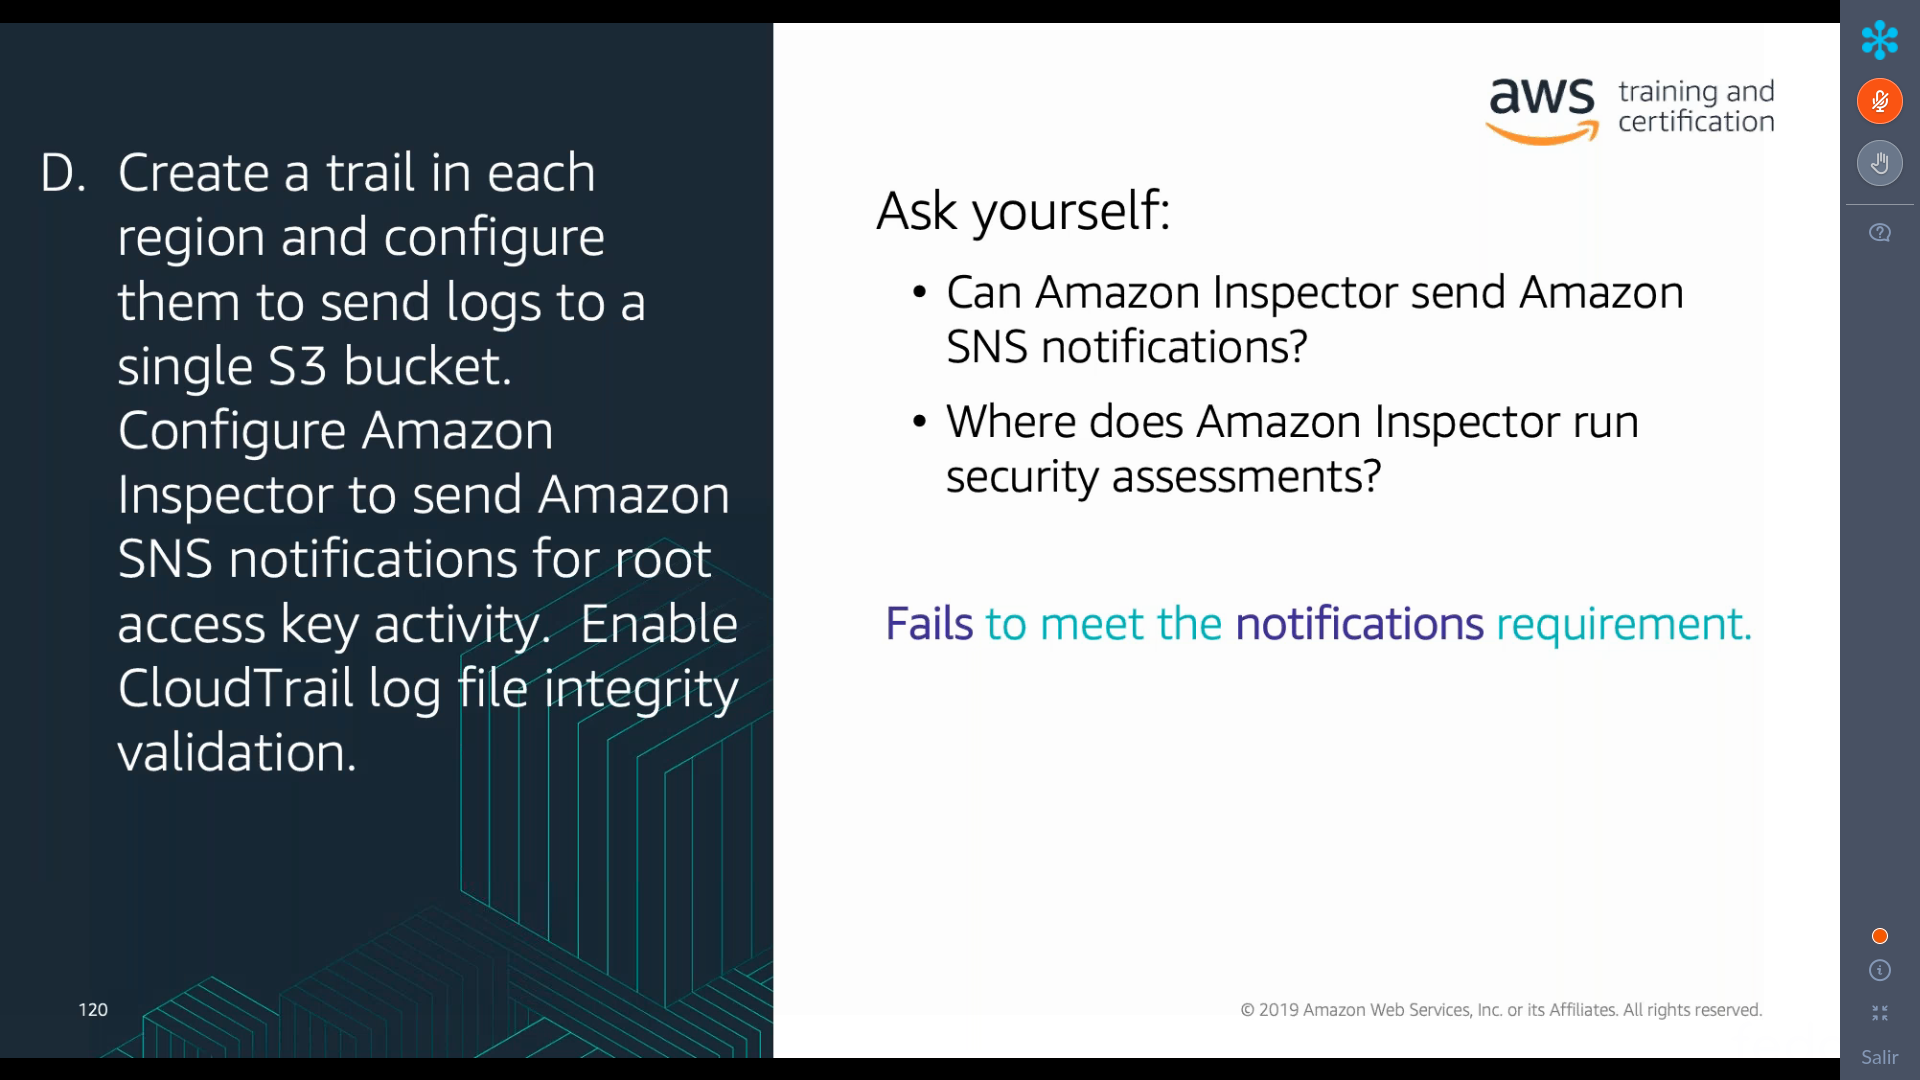 D. Create a trail in each
region and configure
them to send logs to a
single S3 bucket.
Configure Amazon
Inspector to send Amazon
SNS notifications for root
access key activity.  Enable
CloudTrail log file integrity
validation.
120
aws training and
certification
Ask yourself:
• Can Amazon Inspector send Amazon
SNS notifications?
• Where does Amazon Inspector run
security assessments?
Fails to meet the notifications requirement.
© 2019 Amazon Web Services, Inc. or its Affiliates. All rights reserved.
Salir